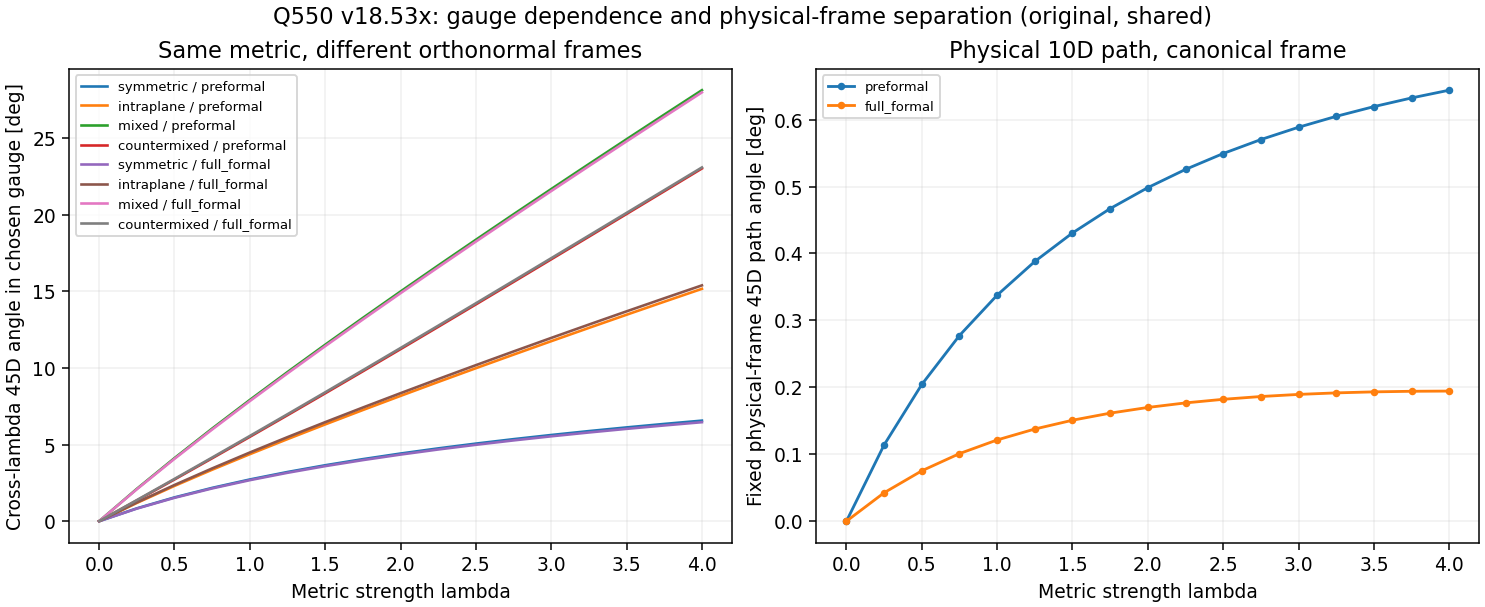 Q550 v18.53x: gauge dependence and physical-frame separation (original, shared)
Same metric, different orthonormal frames
Cross-lambda 45D angle in chosen gauge [deg]
symmetric / preformal
intraplane / preformal
mixed / preformal
countermixed / preformal
symmetric / full_formal
intraplane / full_formal
mixed / full_formal
countermixed / full_formal
25
20
15
10
5
0
0.0 0.5 1.0 1.5 2.0 2.5 3.0 3.5 4.0
Metric strength lambda
Physical 10D path, canonical frame
Fixed physical-frame 45D path angle [deg]
preformal
full_formal
0.6
0.5
0.4
0.3
0.2
0.1
0.0
0.0 0.5 1.0 1.5 2.0 2.5 3.0 3.5 4.0
Metric strength lambda